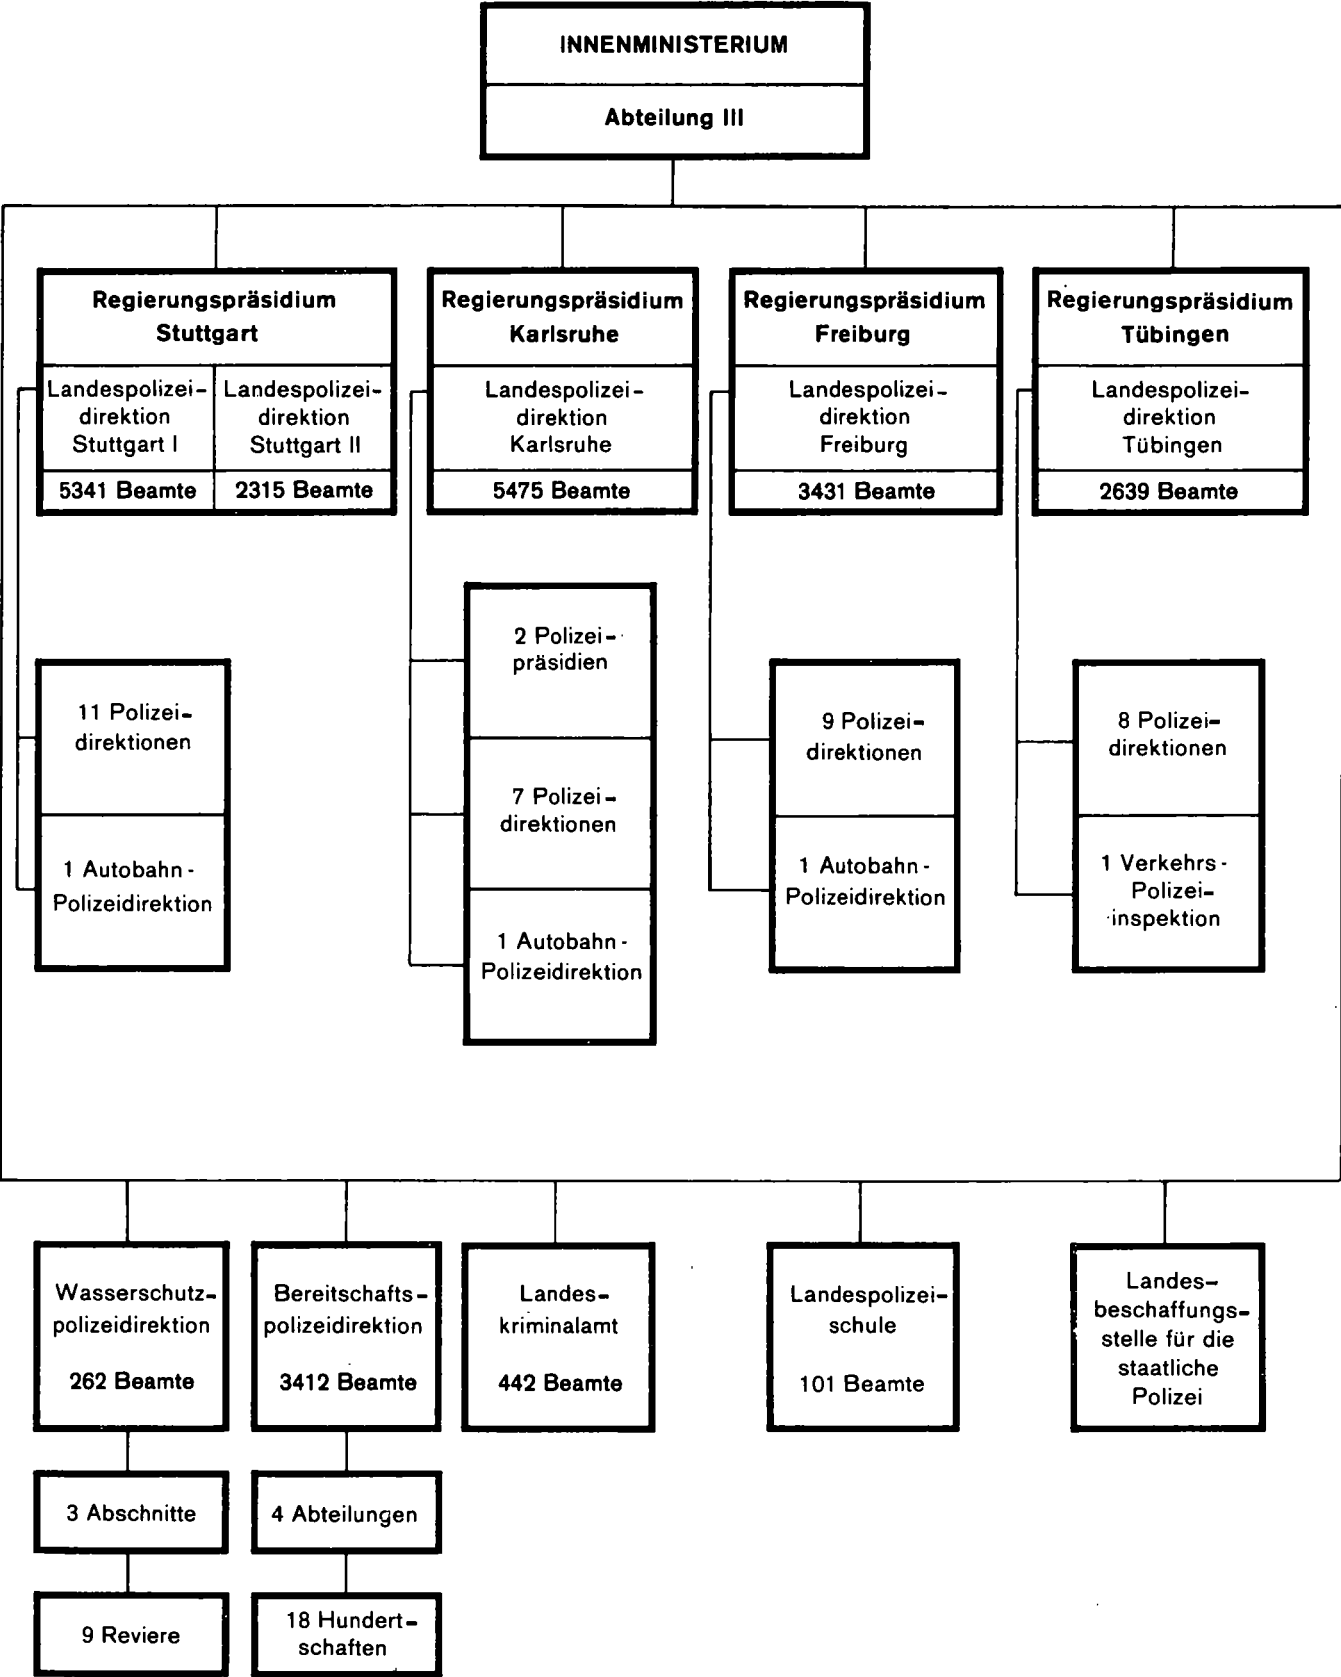 INNENMINISTERIUM
Abteilung III
Regierungspräsidium
Stuttgart
Landespolizei-
direktion
Stuttgart I
5341 Beamte
Landespolizei-
direktion
Stuttgart II
2315 Beamte
Regierungspräsidium
Karlsruhe
Landespolizei-
direktion
Karlsruhe
5475 Beamte
Regierungspräsidium
Freiburg
Landespolizei-
direktion
Freiburg
3431 Beamte
Regierungspräsidium
Tübingen
Landespolizei-
direktion
Tübingen
2639 Beamte
11 Polizei-
direktionen
1 Autobahn-
Polizeidirektion
2 Polizei-
präsidien
7 Polizei-
direktionen
1 Autobahn-
Polizeidirektion
9 Polizei-
direktionen
1 Autobahn-
Polizeidirektion
8 Polizei-
direktionen
1 Verkehrs-
Polizei-
inspektion
Wasserschutz-
polizeidirektion
262 Beamte
3 Abschnitte
9 Reviere
Bereitschafts-
polizeidirektion
3412 Beamte
4 Abteilungen
18 Hundert-
schaften
Landes-
kriminalamt
442 Beamte
Landespolizei-
schule
101 Beamte
Landes-
beschaffungs-
stelle für die
staatliche
Polizei